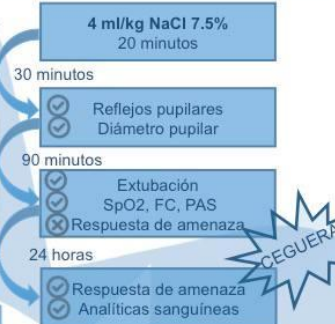 4 ml/kg NaCl 7.5%
20 minutos
30 minutos
Reflejos pupilares
Diámetro pupilar
90 minutos
Extubación
SpO2, FC, PAS
Respuesta de amenaza
CEGUERA
24 horas
Respuesta de amenaza
Analíticas sanguíneas